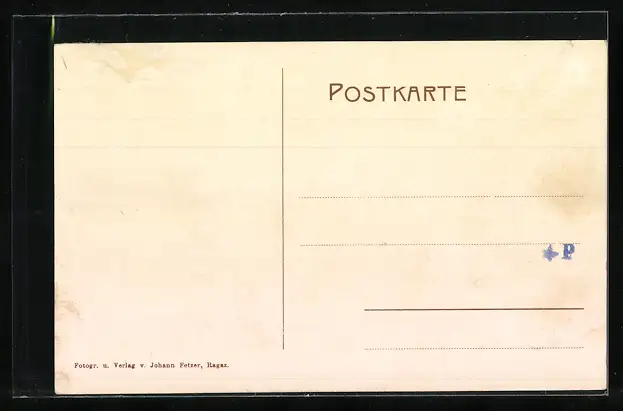 POSTKARTE
P
Fotogr. u. Verlag v. Johann Fetzer, Ragaz.